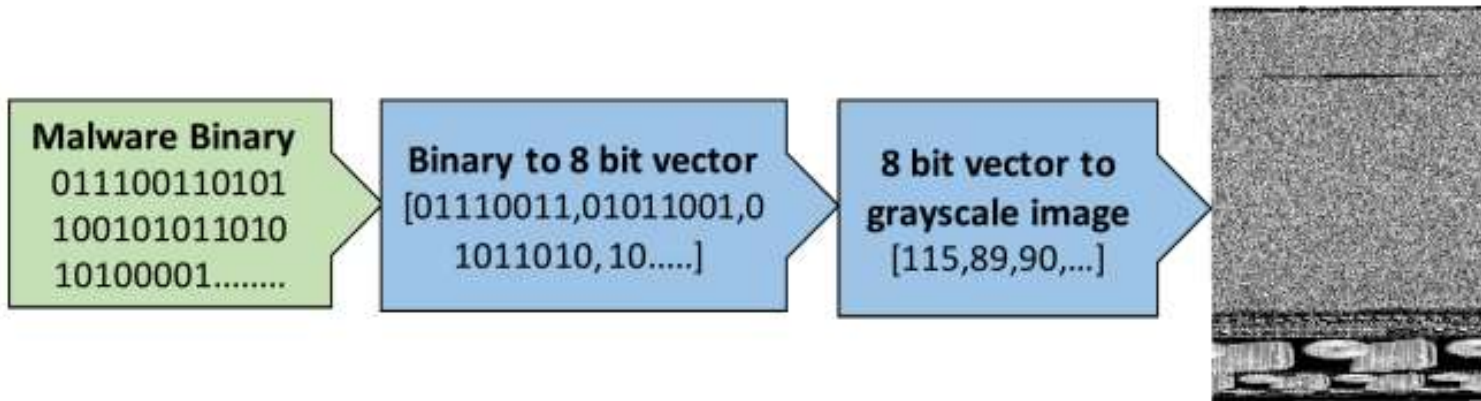 Malware Binary
011100110101
100101011010
10100001........
Binary to 8 bit vector
[01110011,01011001,0
1011010, 10.....]
8 bit vector to
grayscale image
[115,89,90,...]